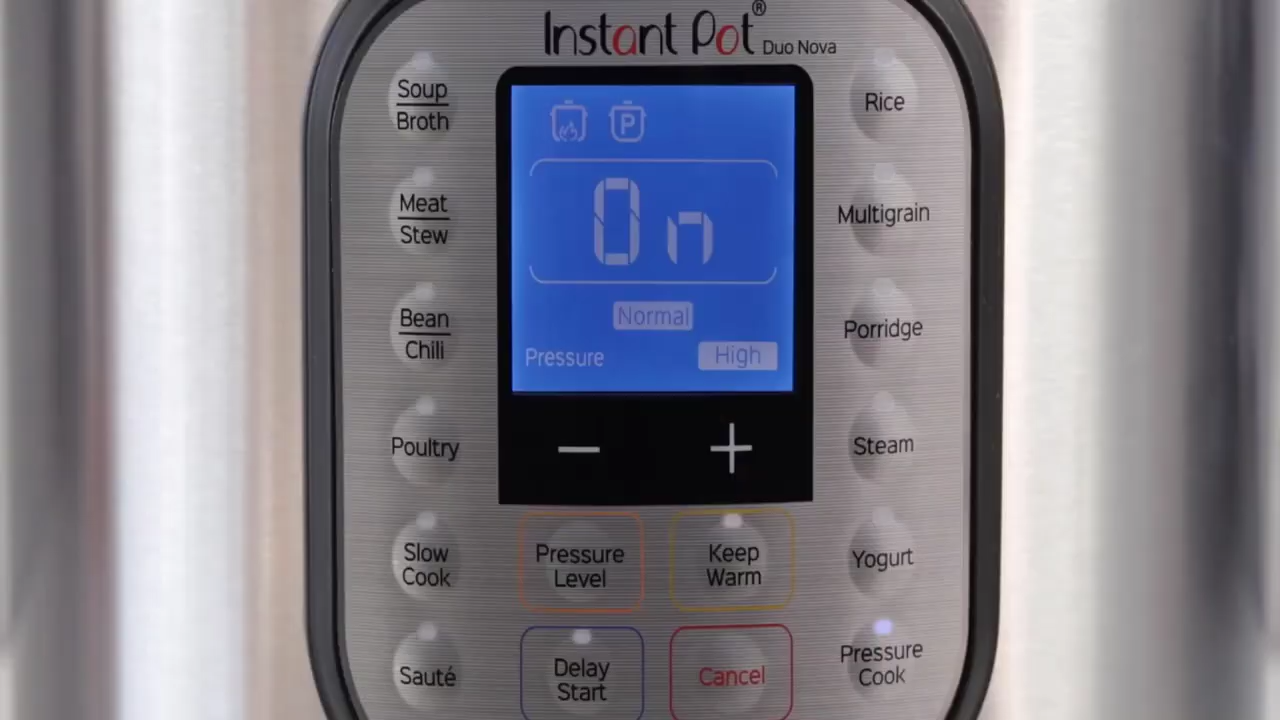 Instant Pot® Duo Nova
Soup
Broth
Meat
Stew
Bean
Chili
Poultry
Slow
Cook
Sauté
P
On
Normal
Pressure High
− +
Pressure
Level
Keep
Warm
Delay
Start
Cancel
Rice
Multigrain
Porridge
Steam
Yogurt
Pressure
Cook